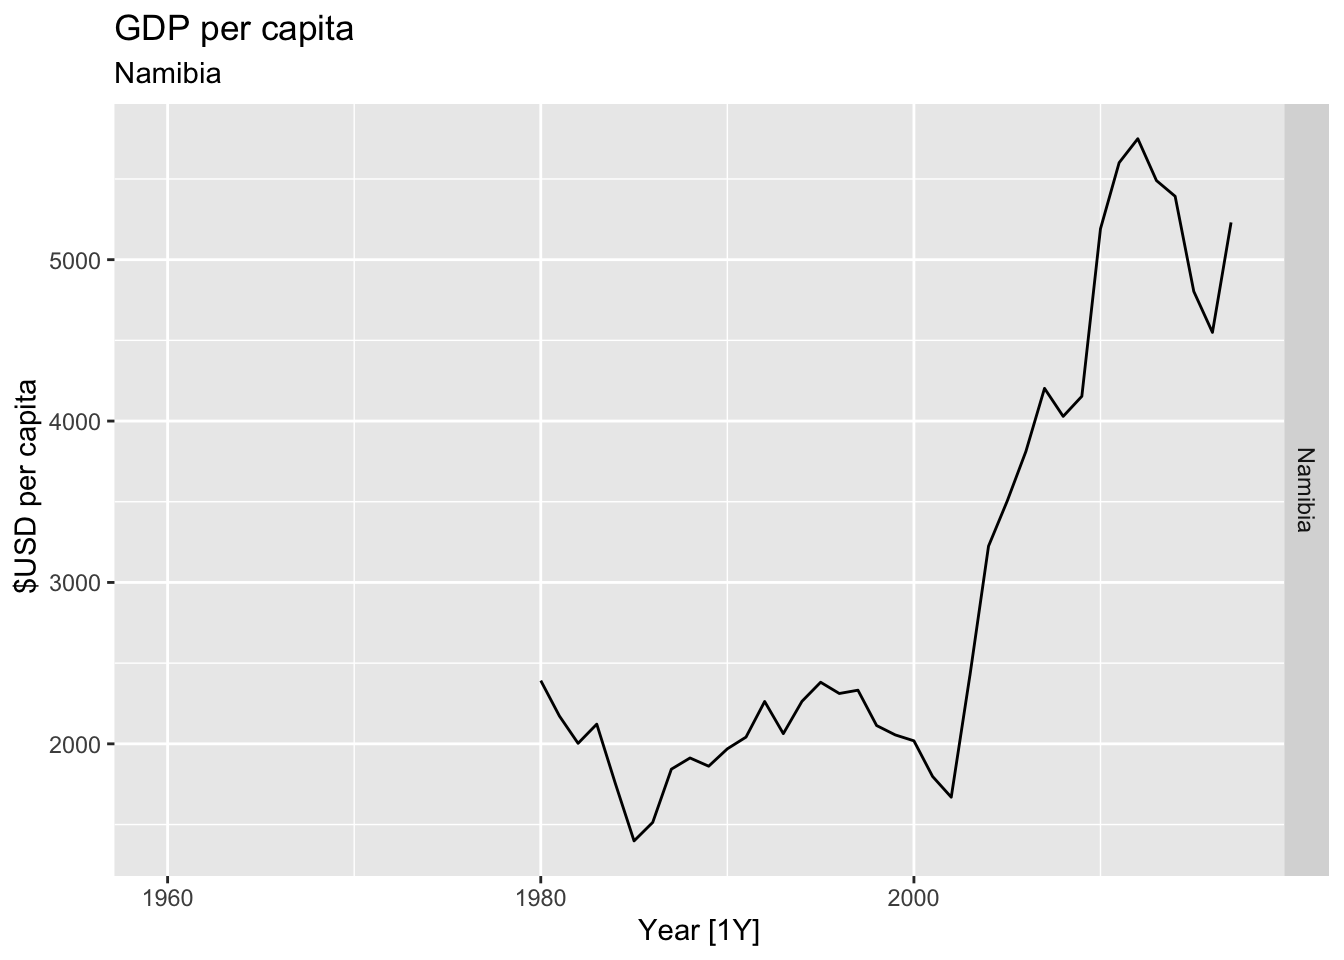 GDP per capita
Namibia
$USD per capita
5000
4000
3000
2000
1960
1980
2000
Year [1Y]
Namibia